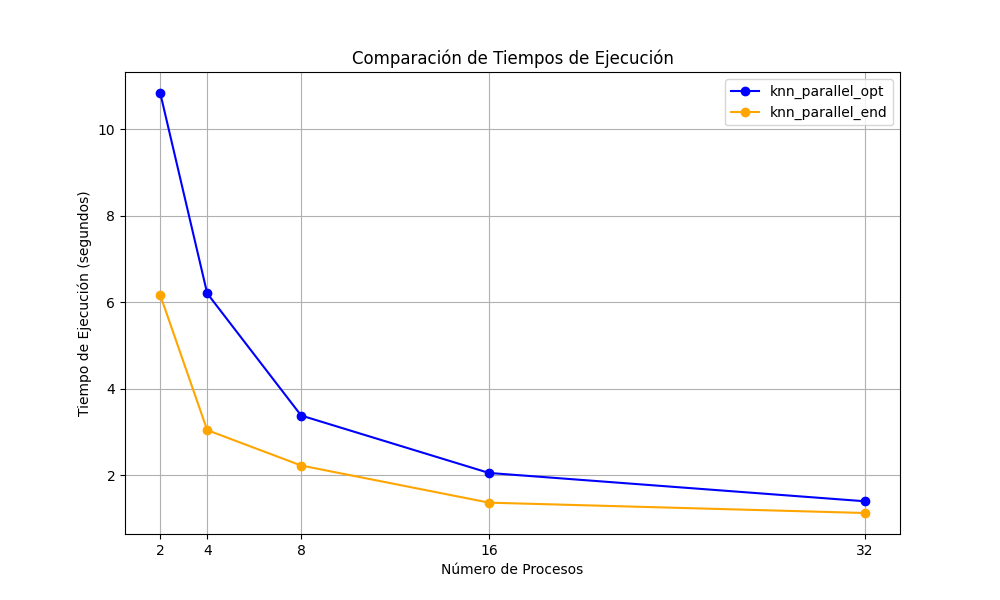 Comparación de Tiempos de Ejecución
knn_parallel_opt
knn_parallel_end
Tiempo de Ejecución (segundos)
10
8
6
4
2
2 4 8 16 32
Número de Procesos